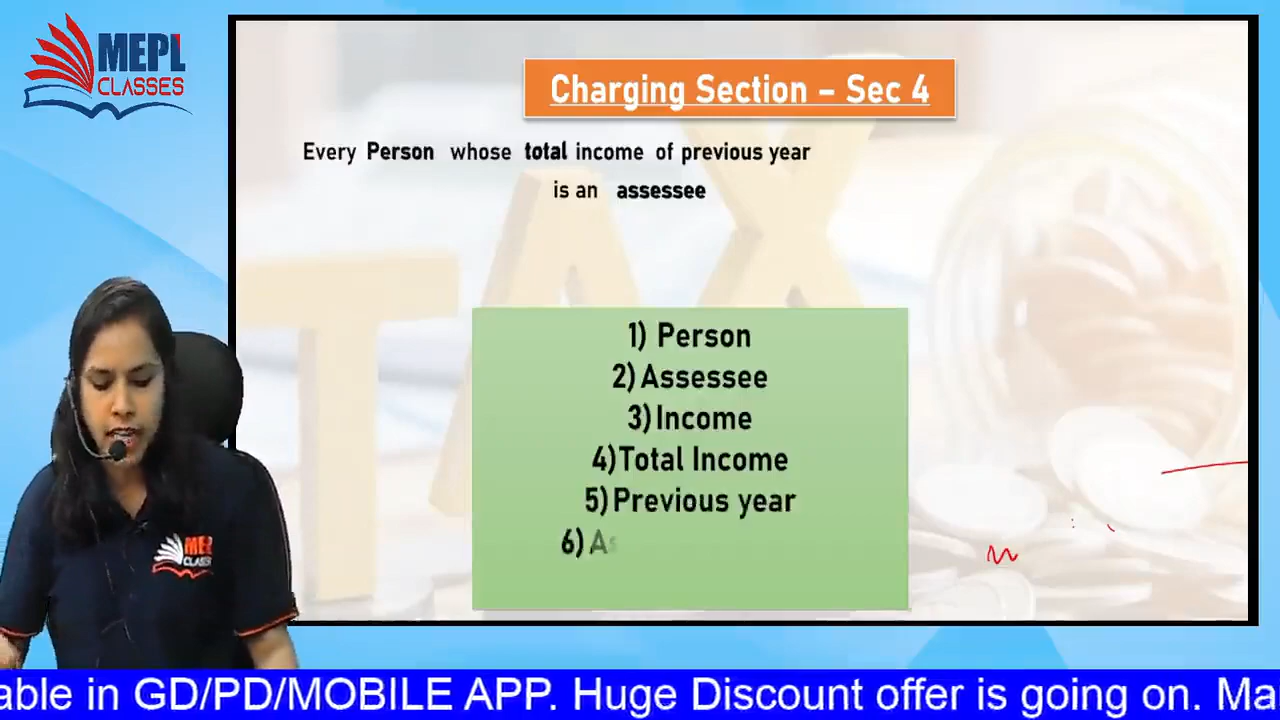 MEPL
CLASSES
Charging Section – Sec 4
Every Person whose total income of previous year
is an assessee
1) Person
2) Assessee
3) Income
4) Total Income
5) Previous year
6) As
MEPL
able in GD/PD/MOBILE APP. Huge Discount offer is going on. Ma